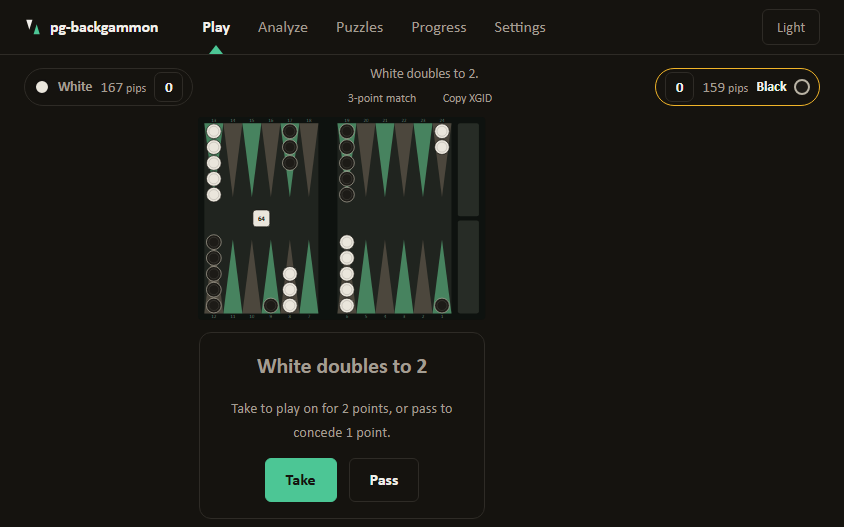 pg-backgammon
Play
Analyze
Puzzles
Progress
Settings
Light
White 167 pips 0
White doubles to 2.
3-point match
Copy XGID
0 159 pips Black
64
White doubles to 2
Take to play on for 2 points, or pass to
concede 1 point.
Take
Pass